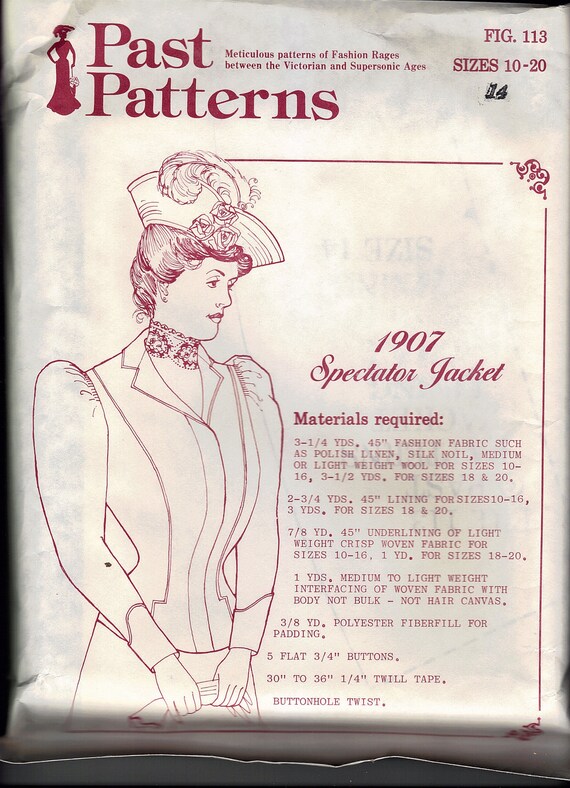 Past
Patterns
Meticulous patterns of Fashion Rages
between the Victorian and Supersonic Ages
FIG. 113
SIZES 10-20
14
SIZE 14
1907
Spectator Jacket
Materials required:
3-1/4 YDS. 45" FASHION FABRIC SUCH
AS POLISH LINEN, SILK NOIL, MEDIUM
OR LIGHT WEIGHT WOOL FOR SIZES 10-
16, 3-1/2 YDS. FOR SIZES 18 & 20.
2-3/4 YDS. 45" LINING FOR SIZES10-16,
3 YDS. FOR SIZES 18 & 20.
7/8 YD. 45" UNDERLINING OF LIGHT
WEIGHT CRISP WOVEN FABRIC FOR
SIZES 10-16, 1 YD. FOR SIZES 18-20.
1 YDS. MEDIUM TO LIGHT WEIGHT
INTERFACING OF WOVEN FABRIC WITH
BODY NOT BULK - NOT HAIR CANVAS.
3/8 YD. POLYESTER FIBERFILL FOR
PADDING.
5 FLAT 3/4" BUTTONS.
30" TO 36" 1/4" TWILL TAPE.
BUTTONHOLE TWIST.